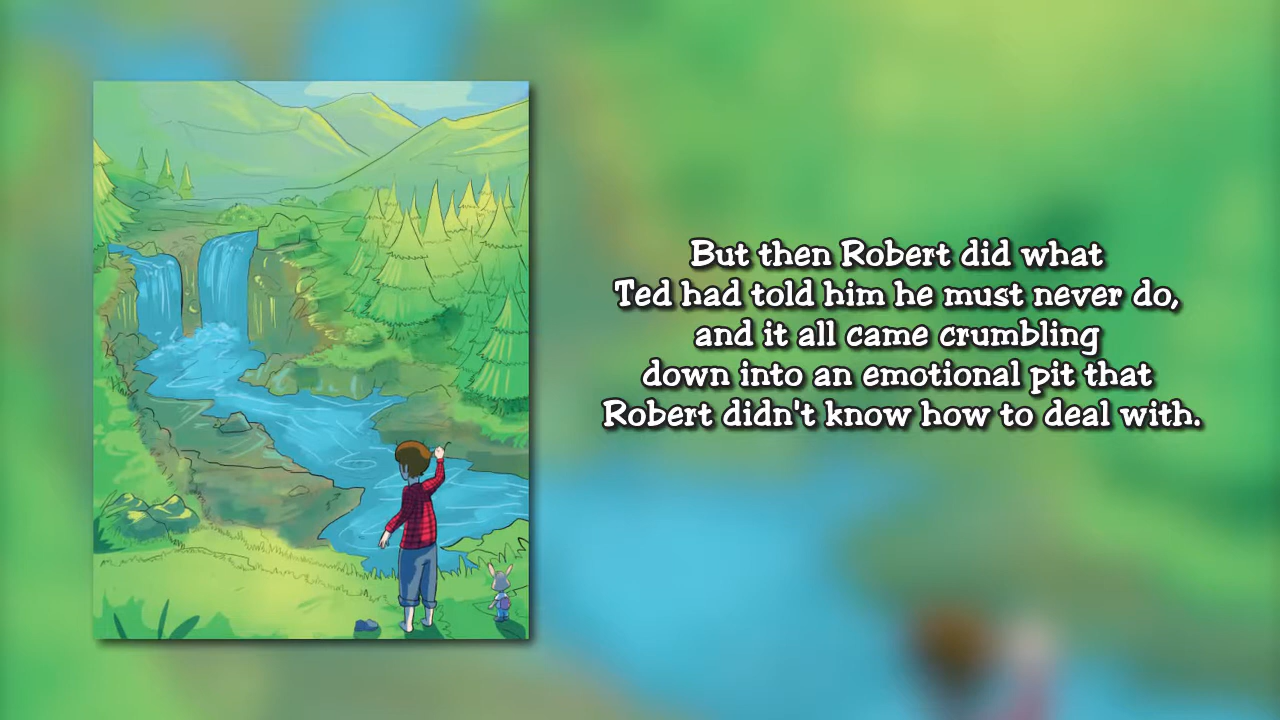 But then Robert did what
Ted had told him he must never do,
and it all came crumbling
down into an emotional pit that
Robert didn't know how to deal with.